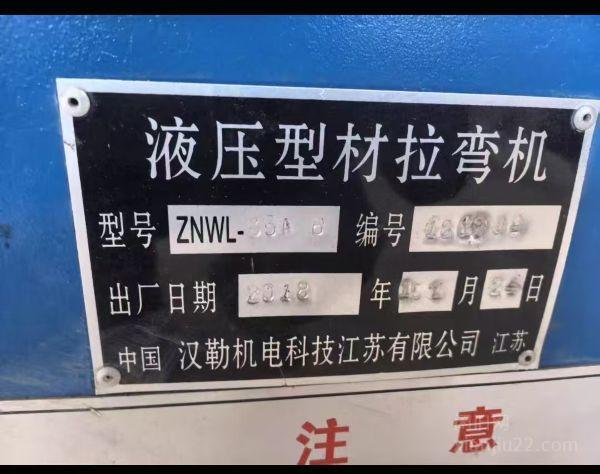 液压型材拉弯机
型号 ZNWL- 编号
出厂日期 2018 年 月 日
中国 汉勒机电科技江苏有限公司 江苏
注 意